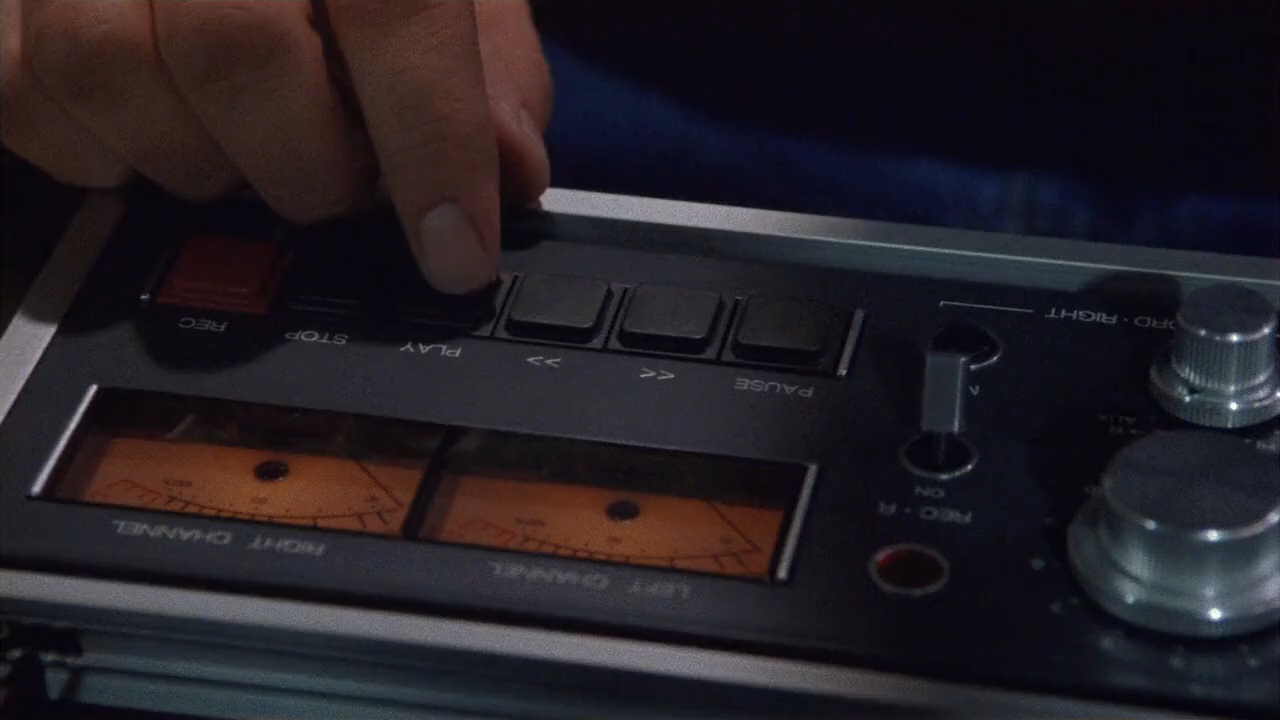 REC STOP PLAY >> << PAUSE
RIGHT
ON
REC - R
RIGHT CHANNEL
LEFT CHANNEL